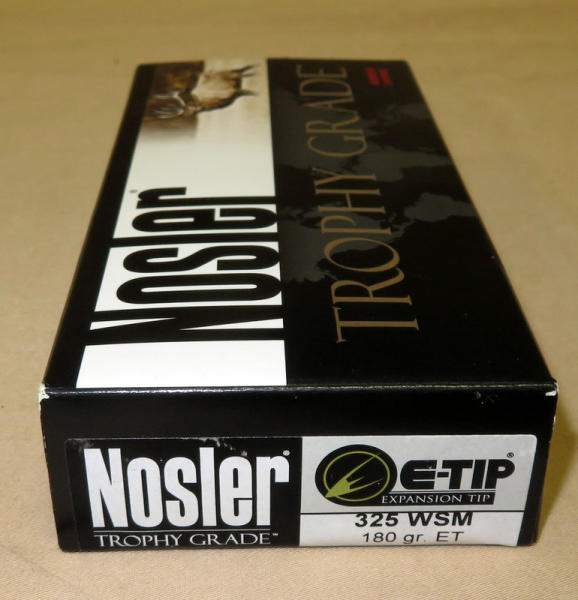 Nosler®
TROPHY GRADE
Nosler®
TROPHY GRADE™
E-TIP®
EXPANSION TIP
325 WSM
180 gr. ET